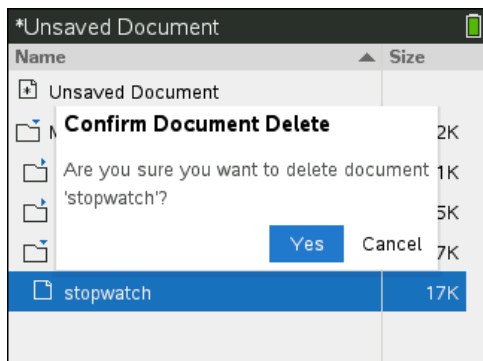 *Unsaved Document
Name Size
Unsaved Document
Confirm Document Delete
2K
Are you sure you want to delete document
1K
'stopwatch'?
5K
Yes Cancel
7K
stopwatch 17K